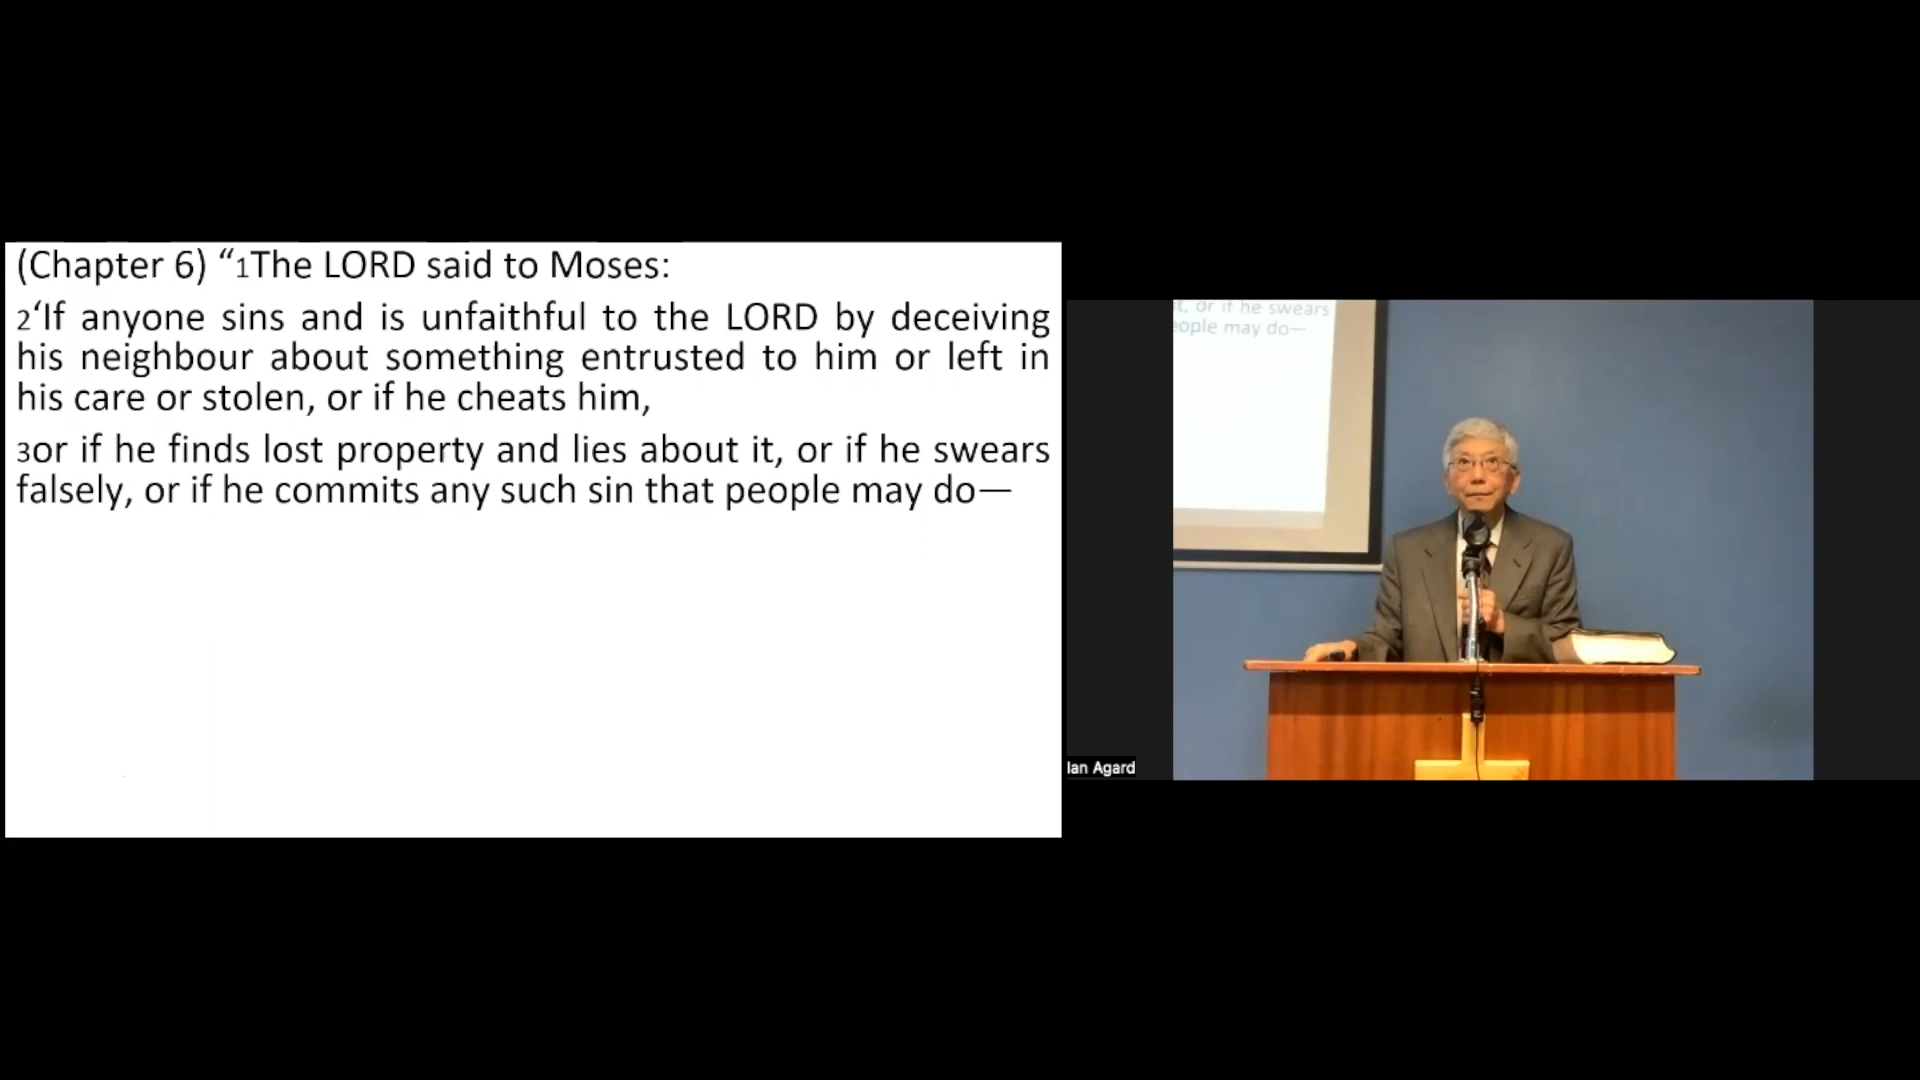 (Chapter 6) “1The LORD said to Moses:
2‘If anyone sins and is unfaithful to the LORD by deceiving
his neighbour about something entrusted to him or left in
his care or stolen, or if he cheats him,
3or if he finds lost property and lies about it, or if he swears
falsely, or if he commits any such sin that people may do—
or if he swears
people may do—
Ian Agard